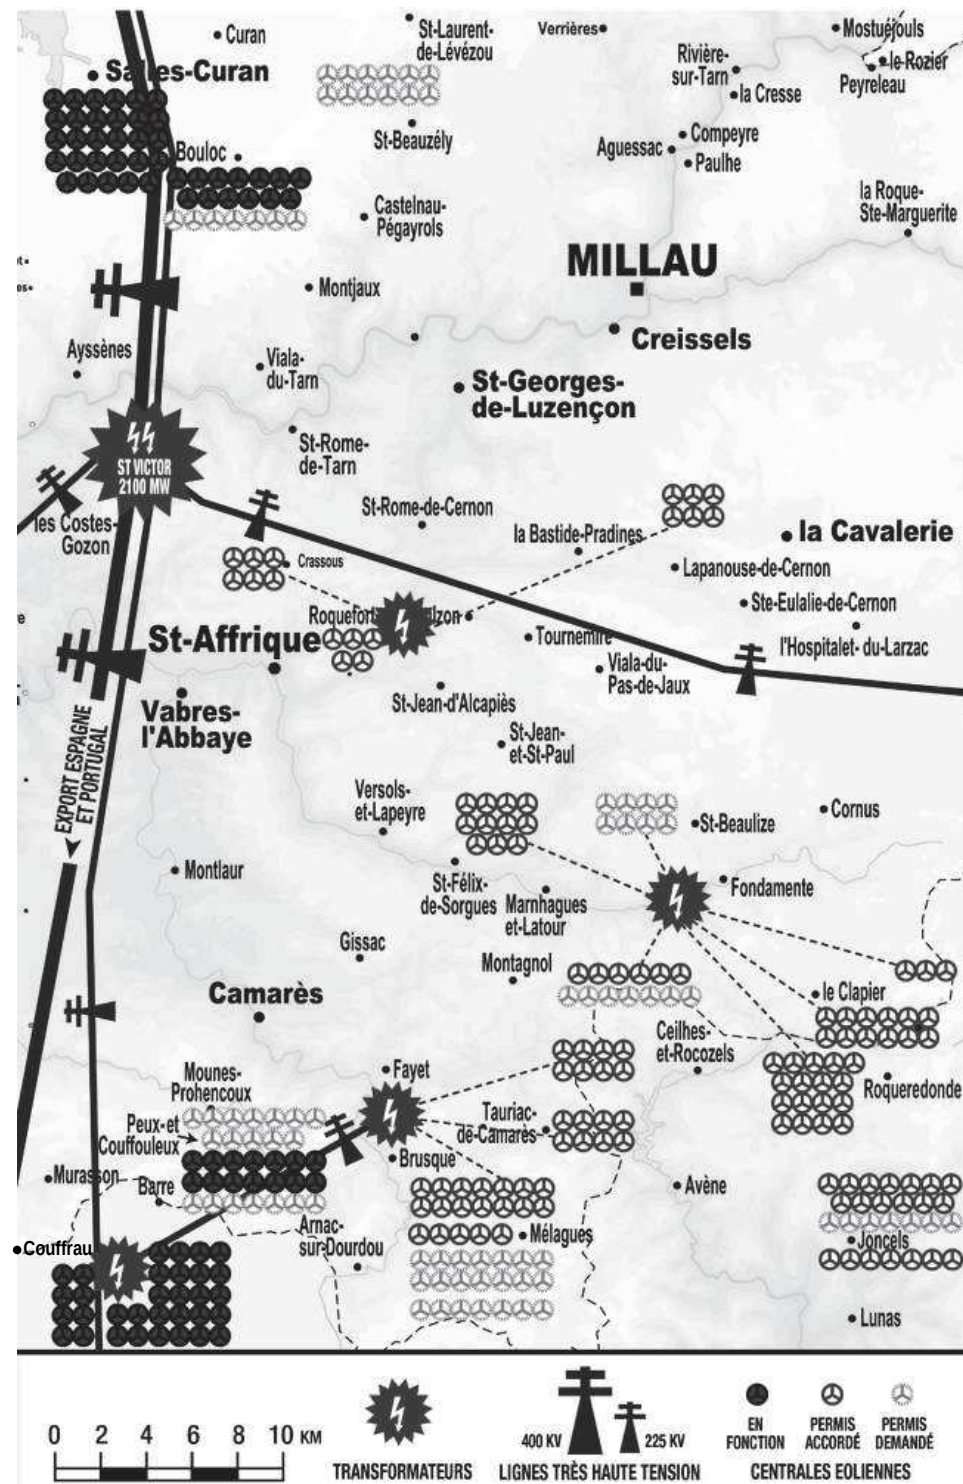 Curan
St-Laurent-
de-Lévézou
Verrières
Mostuéjouls
Rivière-
sur-Tarn
le-Rozier
Peyreleau
Salles-Curan
la Cresse
Compeyre
St-Beauzély
Aguessac
Paulhe
Bouloc
la Roque-
Ste-Marguerite
Castelnau-
Pégayrols
MILLAU
Montjaux
Creissels
Ayssènes
Viala-
du-Tarn
St-Georges-
de-Luzençon
St-Rome-
de-Tarn
ST VICTOR
2100 MW
St-Rome-de-Cernon
les Costes-
Gozon
la Bastide-Pradines
la Cavalerie
Crassous
Lapanouse-de-Cernon
Ste-Eulalie-de-Cernon
St-Affrique
Tournemire
l'Hospitalet- du-Larzac
Viala-du-
Pas-de-Jaux
Vabres-
l'Abbaye
St-Jean-d'Alcapiès
St-Jean-
et-St-Paul
EXPORT ESPAGNE
ET PORTUGAL
Versols-
et-Lapeyre
St-Beaulize
Cornus
Montlaur
St-Félix-
de-Sorgues
Marnhagues
et-Latour
Fondamente
Gissac
Montagnol
Camarès
le Clapier
Ceilhes-
et-Rocozels
Mounes-
Prohencoux
Fayet
Roqueredonde
Peux-et
Couffouleux
Tauriac-
de-Camarès
Brusque
Murasson
Barre
Avène
Arnac-
sur-Dourdou
Mélagues
Joncels
Couffrau
Lunas
0 2 4 6 8 10 KM
TRANSFORMATEURS
400 KV
225 KV
LIGNES TRÈS HAUTE TENSION
EN
FONCTION
PERMIS
ACCORDÉ
PERMIS
DEMANDÉ
CENTRALES EOLIENNES